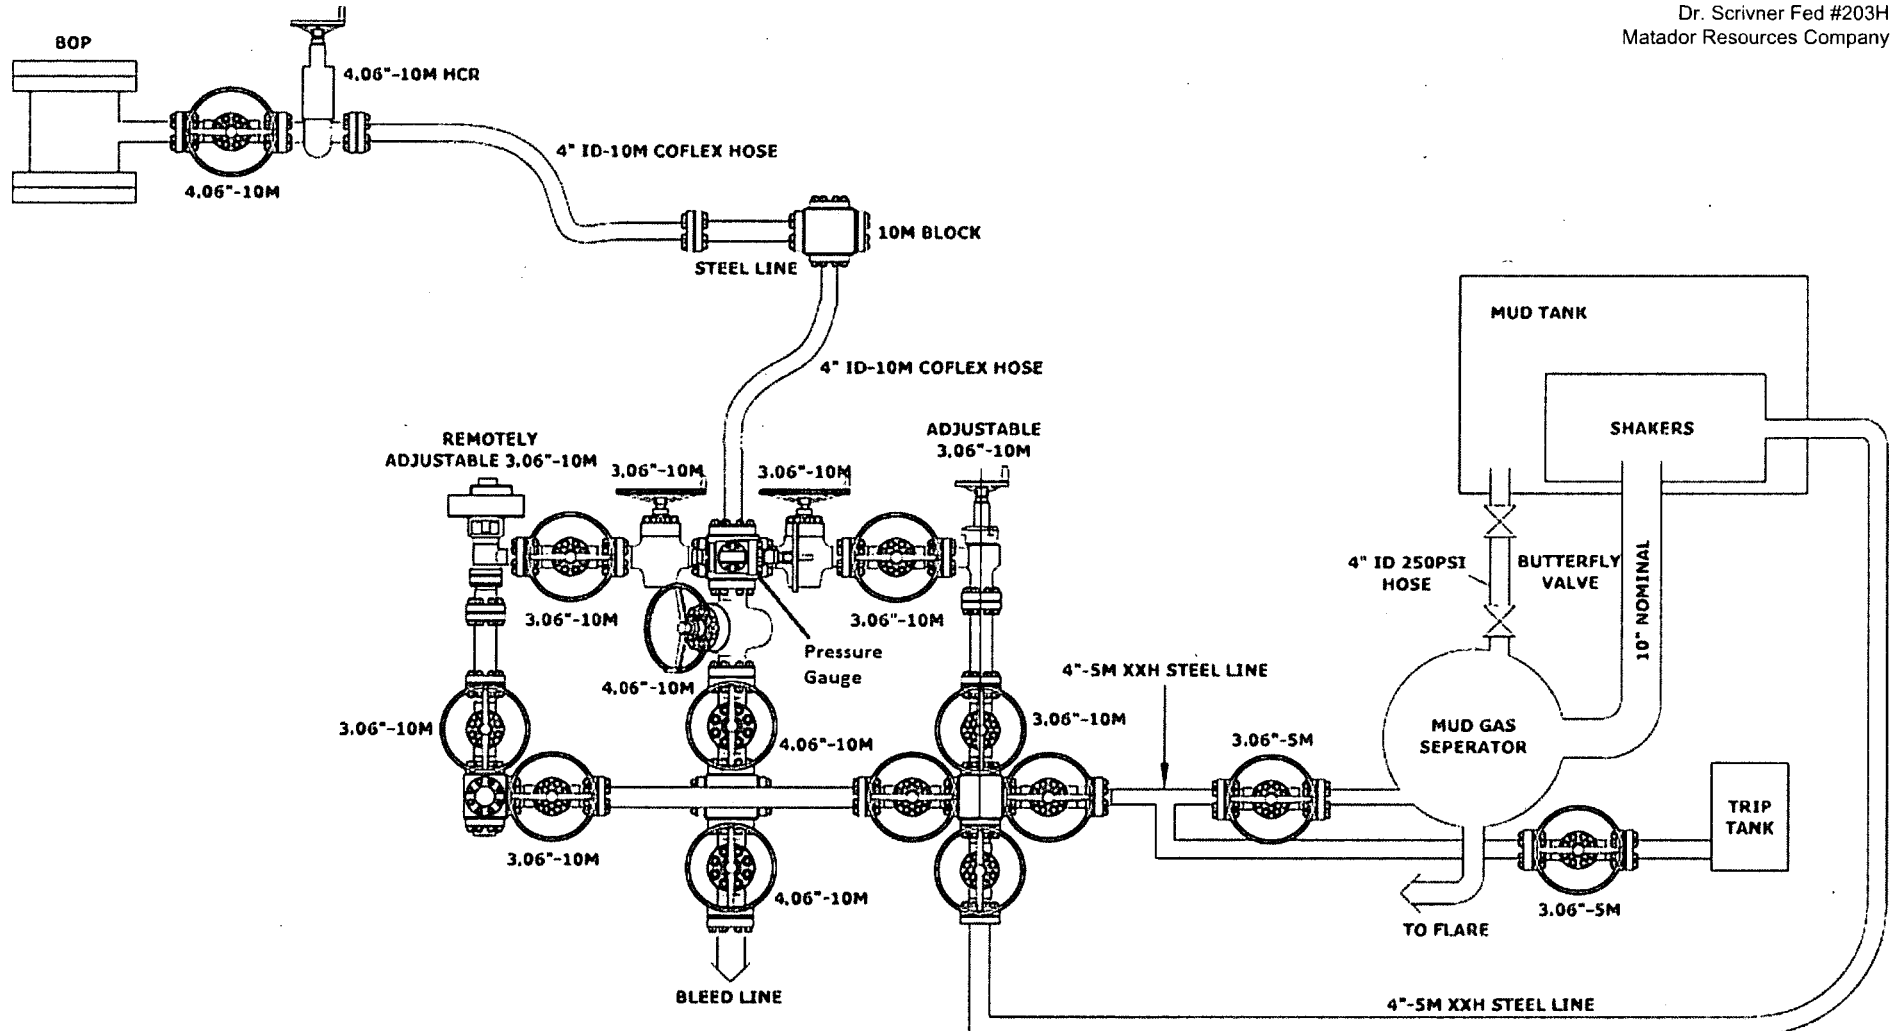 Dr. Scrivner Fed #203H
Matador Resources Company
BOP
4.06"-10M HCR
4" ID-10M COFLEX HOSE
4.06"-10M
10M BLOCK
STEEL LINE
MUD TANK
4" ID-10M COFLEX HOSE
SHAKERS
REMOTELY
ADJUSTABLE 3.06"-10M
3.06"-10M
3.06"-10M
ADJUSTABLE
3.06"-10M
4" ID 250PSI
HOSE
BUTTERFLY
VALVE
10" NOMINAL
3.06"-10M
3.06"-10M
Pressure
Gauge
4.06"-10M
4"-5M XXH STEEL LINE
3.06"-10M
4.06"-10M
3.06"-10M
3.06"-5M
MUD GAS
SEPERATOR
TRIP
TANK
3.06"-10M
4.06"-10M
3.06"-5M
TO FLARE
BLEED LINE
4"-5M XXH STEEL LINE